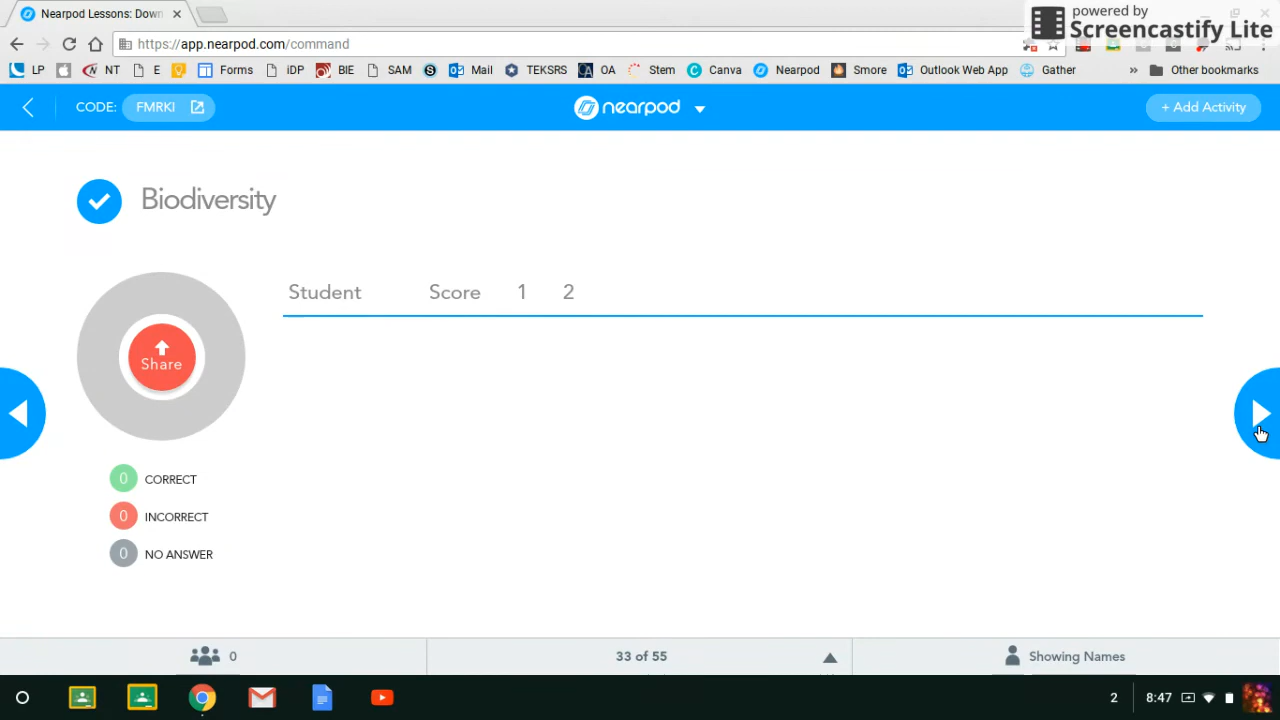 Nearpod Lessons: Down
powered by
Screencastify Lite
https://app.nearpod.com/command
LP NT E Forms iDP BIE SAM Mail TEKSRS OA Stem Canva Nearpod Smore Outlook Web App Gather » Other bookmarks
CODE: FMRKI nearpod + Add Activity
Biodiversity
Student Score 1 2
Share
0 CORRECT
0 INCORRECT
0 NO ANSWER
0 33 of 55 Showing Names
2 8:47